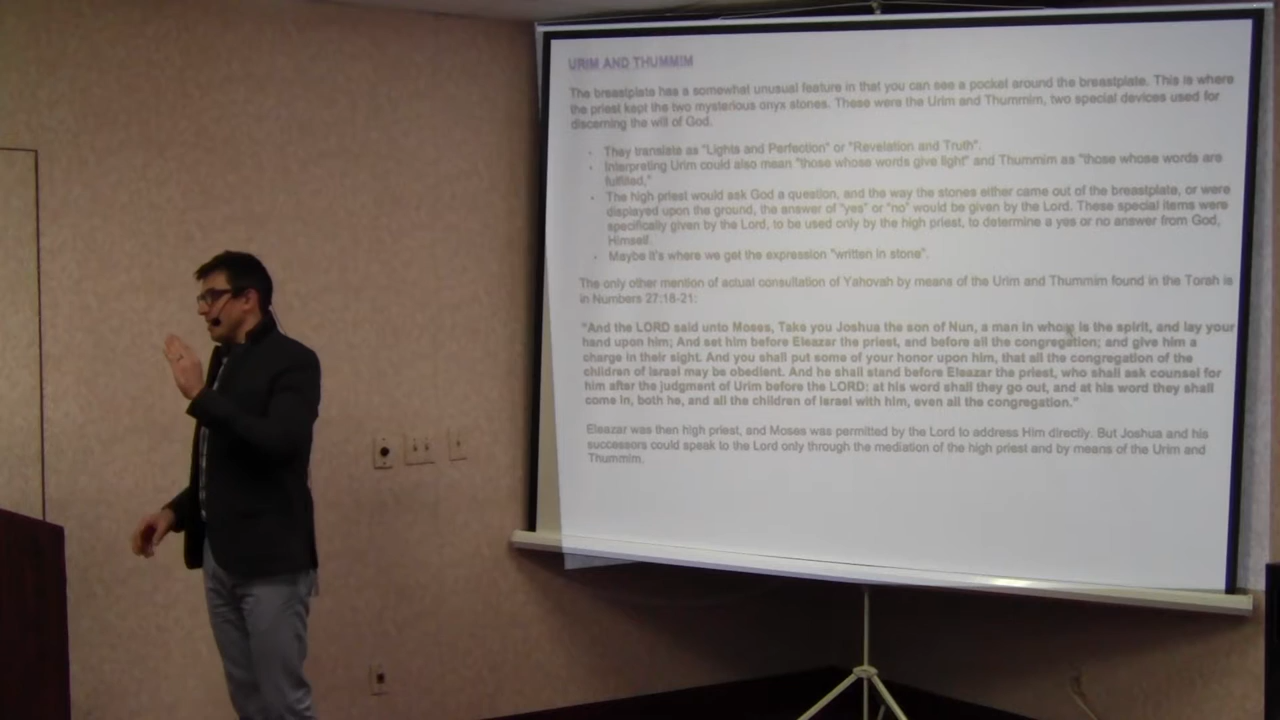 URIM AND THUMMIM
The breastplate has a somewhat unusual feature in that you can see a pocket around the breastplate. This is where
the priest kept the two mysterious onyx stones. These were the Urim and Thummim, two special devices used for
discerning the will of God.
They translate as "Lights and Perfection" or "Revelation and Truth".
Interpreting Urim could also mean "those whose words give light" and Thummim as "those whose words are
fulfilled,"
The high priest would ask God a question, and the way the stones either came out of the breastplate, or were
displayed upon the ground, the answer of "yes" or "no" would be given by the Lord. These special items were
specifically given by the Lord, to be used only by the high priest, to determine a yes or no answer from God,
Himself.
Maybe it's where we get the expression "written in stone".
The only other mention of actual consultation of Yahovah by means of the Urim and Thummim found in the Torah is
in Numbers 27:18-21:
"And the LORD said unto Moses, Take you Joshua the son of Nun, a man in whom is the spirit, and lay your
hand upon him; And set him before Eleazar the priest, and before all the congregation; and give him a
charge in their sight. And you shall put some of your honor upon him, that all the congregation of the
children of Israel may be obedient. And he shall stand before Eleazar the priest, who shall ask counsel for
him after the judgment of Urim before the LORD: at his word shall they go out, and at his word they shall
come in, both he, and all the children of Israel with him, even all the congregation."
Eleazar was then high priest, and Moses was permitted by the Lord to address Him directly. But Joshua and his
successors could speak to the Lord only through the mediation of the high priest and by means of the Urim and
Thummim.